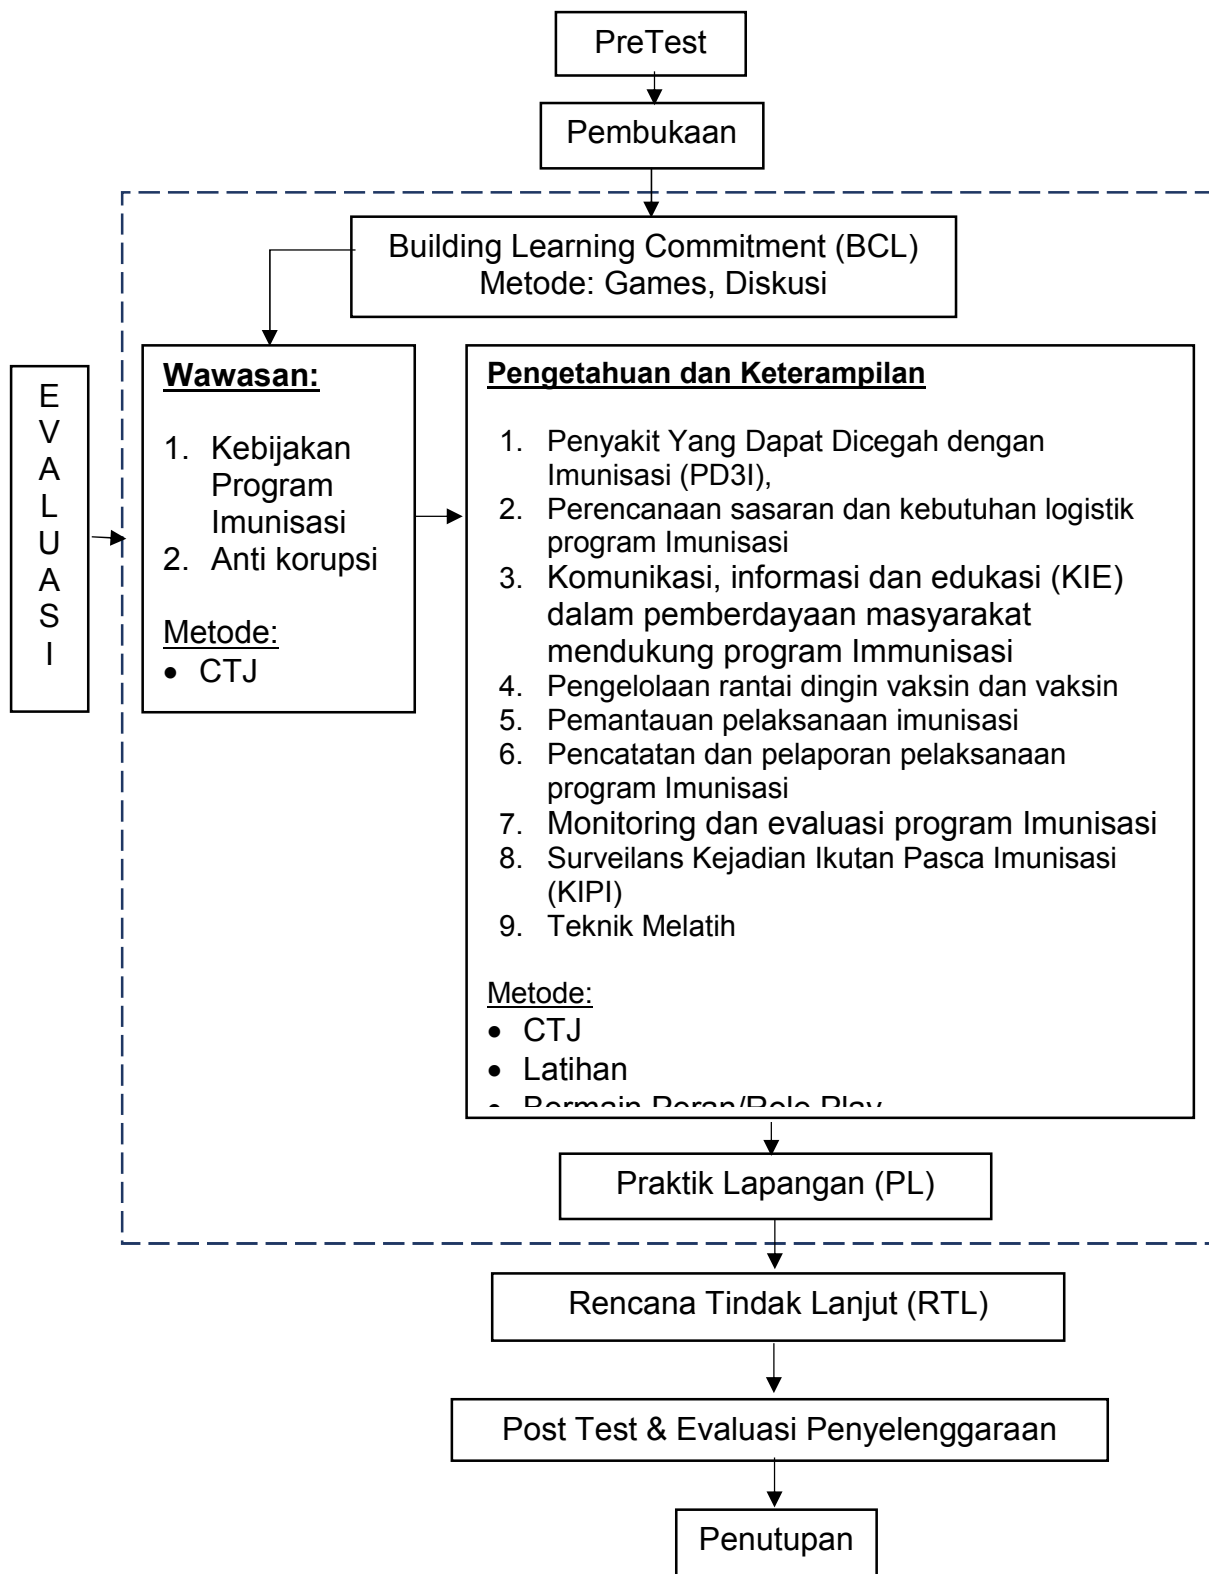 PreTest
Pembukaan
Building Learning Commitment (BCL)
Metode: Games, Diskusi
E
V
A
L
U
A
S
I
Wawasan:
1. Kebijakan
Program
Imunisasi
2. Anti korupsi
Metode:
• CTJ
Pengetahuan dan Keterampilan
1. Penyakit Yang Dapat Dicegah dengan
Imunisasi (PD3I),
2. Perencanaan sasaran dan kebutuhan logistik
program Imunisasi
3. Komunikasi, informasi dan edukasi (KIE)
dalam pemberdayaan masyarakat
mendukung program Immunisasi
4. Pengelolaan rantai dingin vaksin dan vaksin
5. Pemantauan pelaksanaan imunisasi
6. Pencatatan dan pelaporan pelaksanaan
program Imunisasi
7. Monitoring dan evaluasi program Imunisasi
8. Surveilans Kejadian Ikutan Pasca Imunisasi
(KIPI)
9. Teknik Melatih
Metode:
• CTJ
• Latihan
• Bermain Peran/Role Play
Praktik Lapangan (PL)
Rencana Tindak Lanjut (RTL)
Post Test & Evaluasi Penyelenggaraan
Penutupan